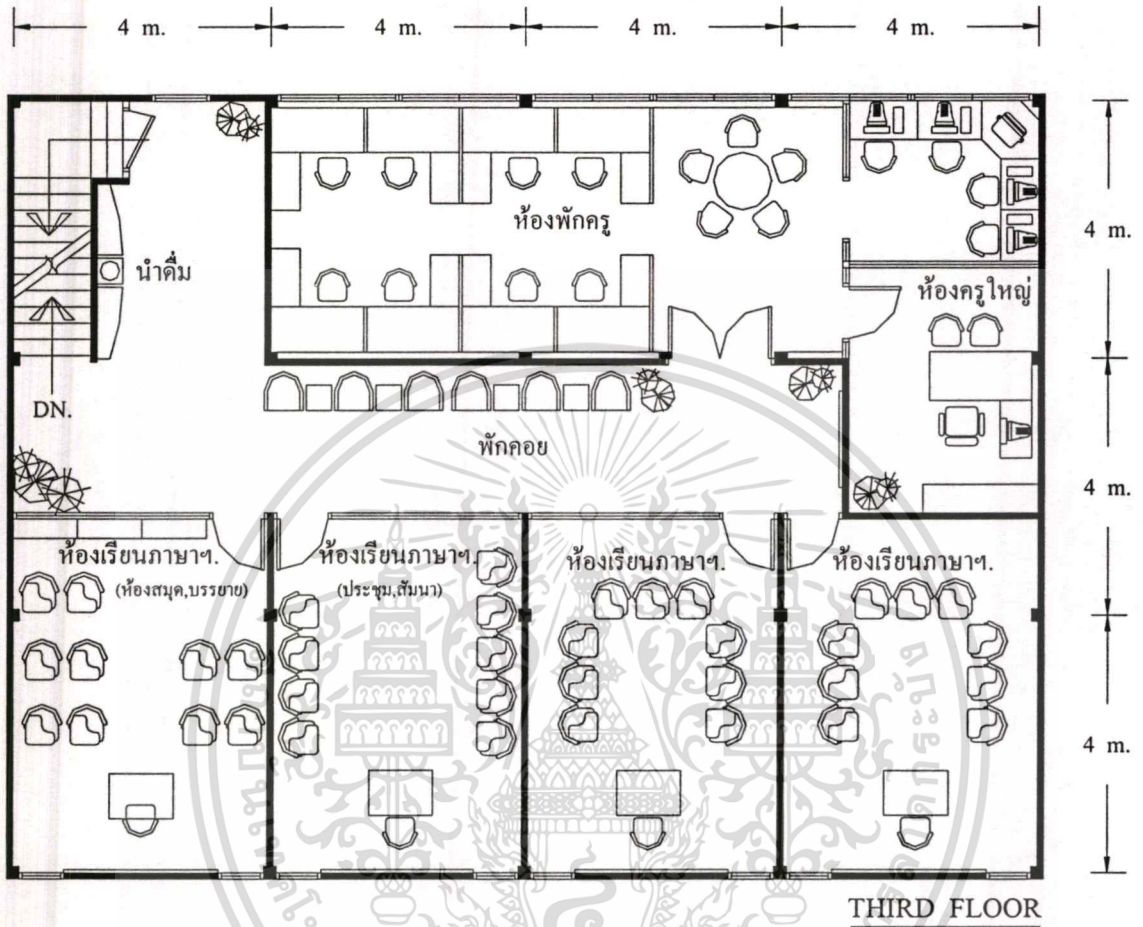 4 m.
4 m.
4 m.
4 m.
4 m.
4 m.
4 m.
ห้องพักครู
น้ำดื่ม
ห้องครูใหญ่
DN.
พักคอย
ห้องเรียนภาษาฯ.
(ห้องสมุด,บรรยาย)
ห้องเรียนภาษาฯ.
(ประชุม,สัมนา)
ห้องเรียนภาษาฯ.
ห้องเรียนภาษาฯ.
THIRD FLOOR